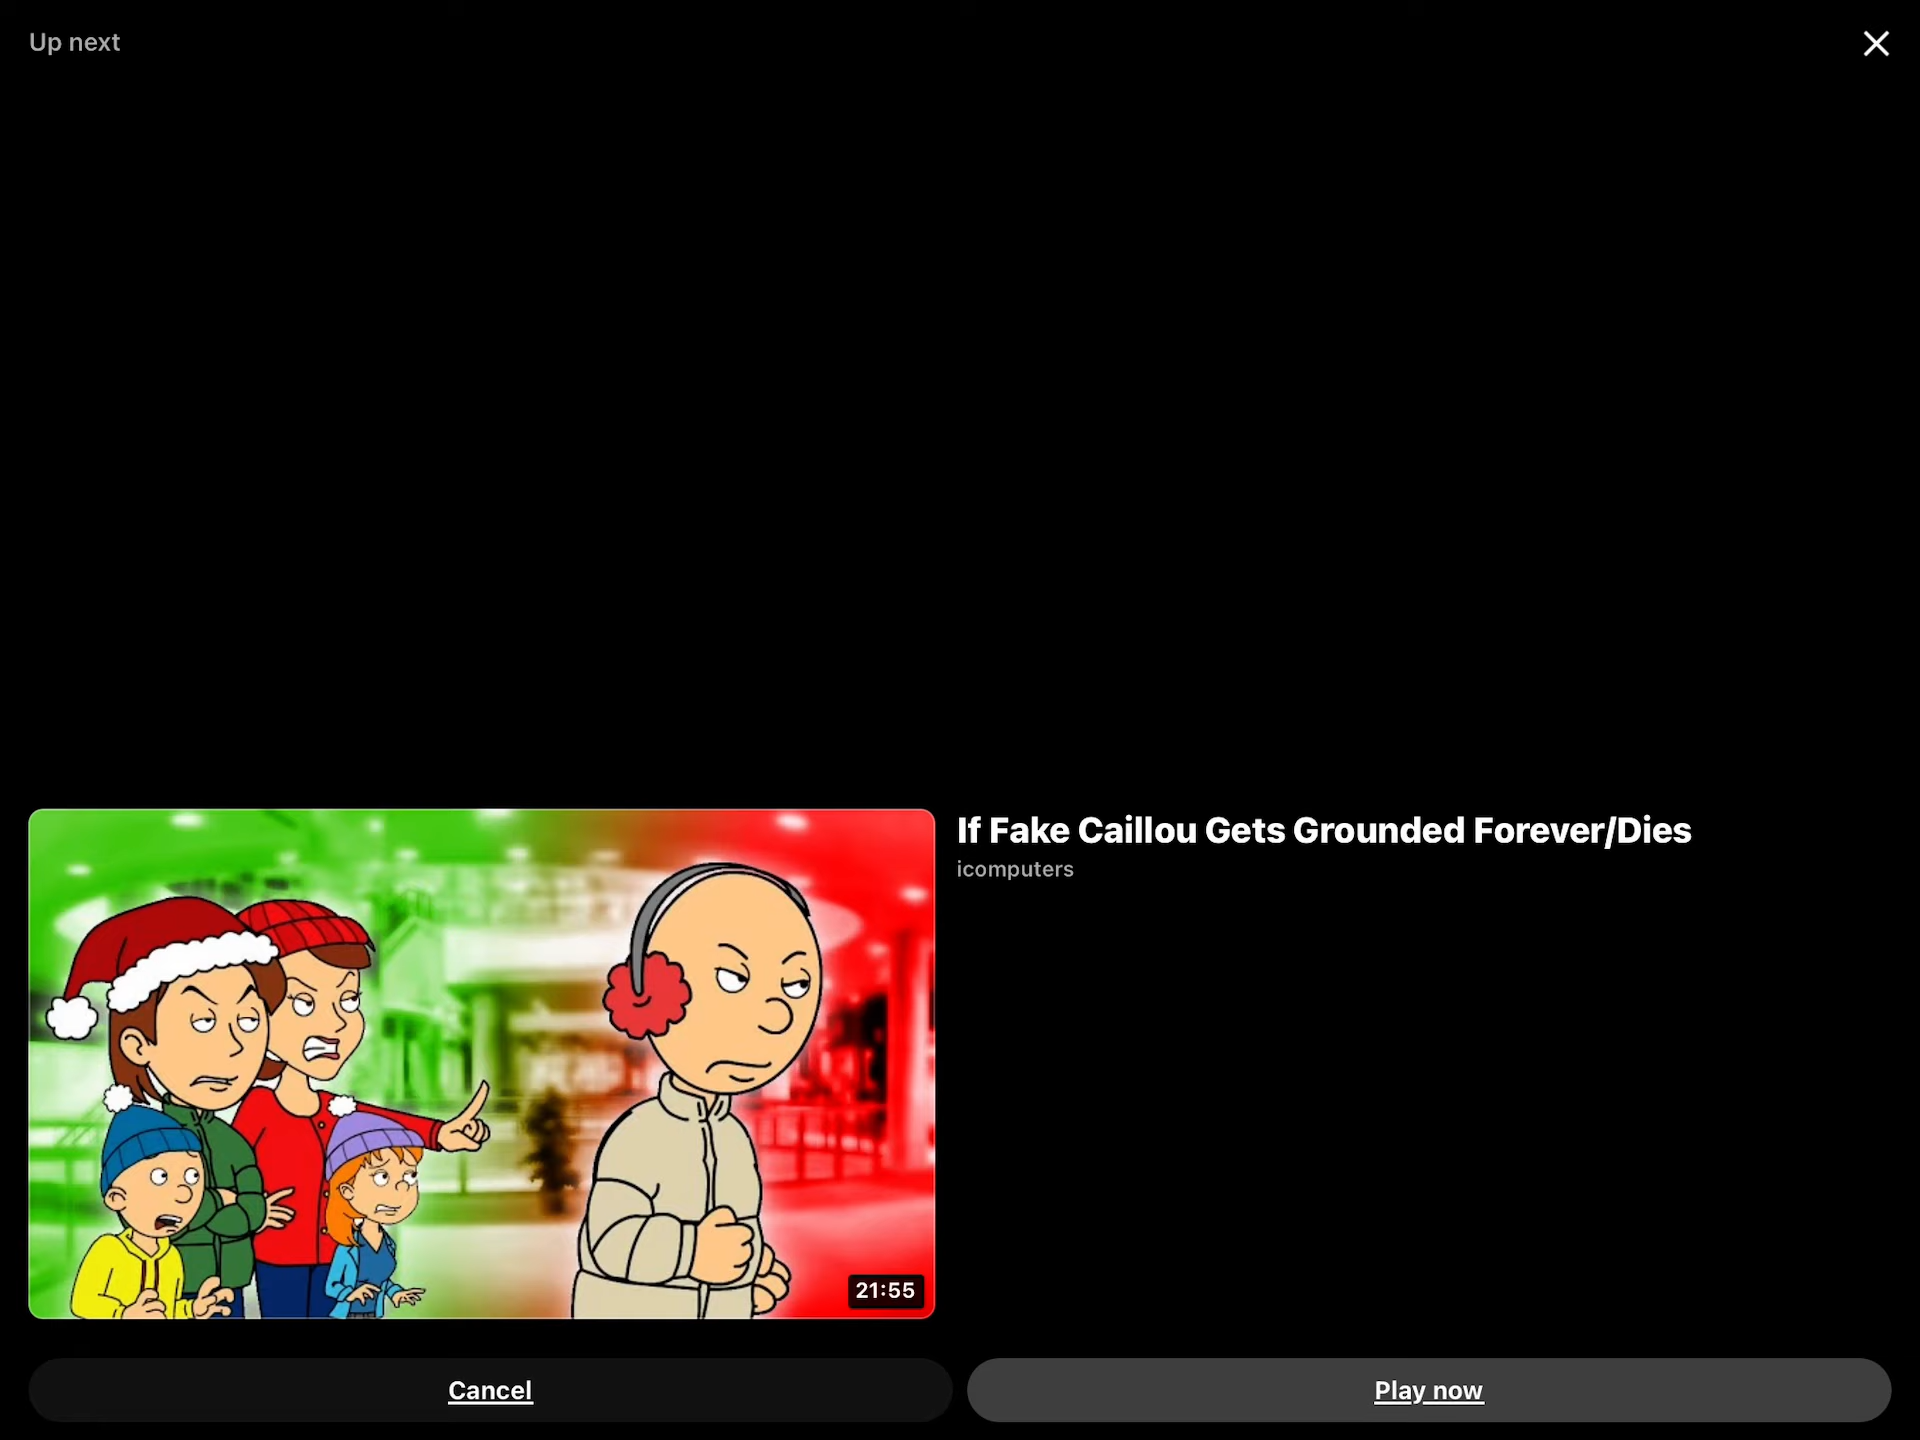 Up next
If Fake Caillou Gets Grounded Forever/Dies
icomputers
21:55
Cancel
Play now